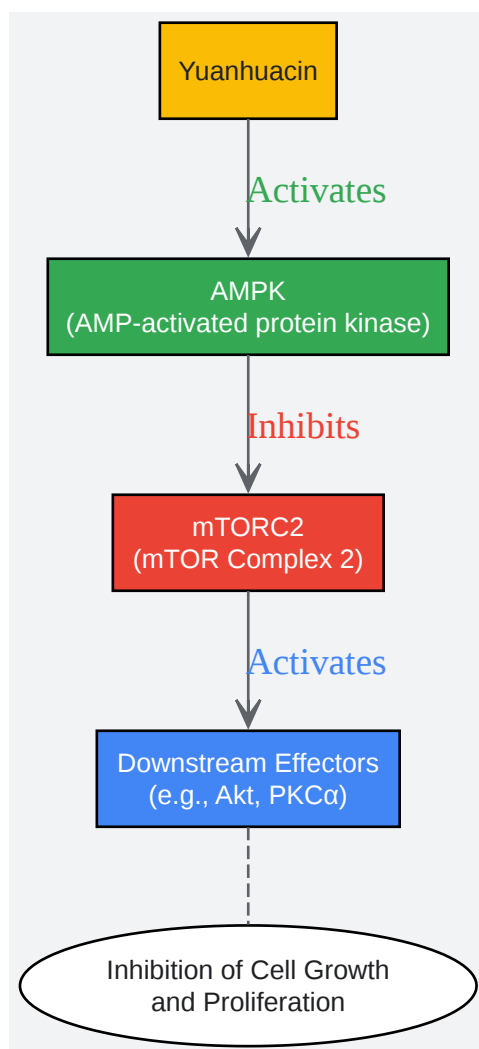 Yuanhuacin
Activates
AMPK
(AMP-activated protein kinase)
Inhibits
mTORC2
(mTOR Complex 2)
Activates
Downstream Effectors
(e.g., Akt, PKCα)
Inhibition of Cell Growth
and Proliferation